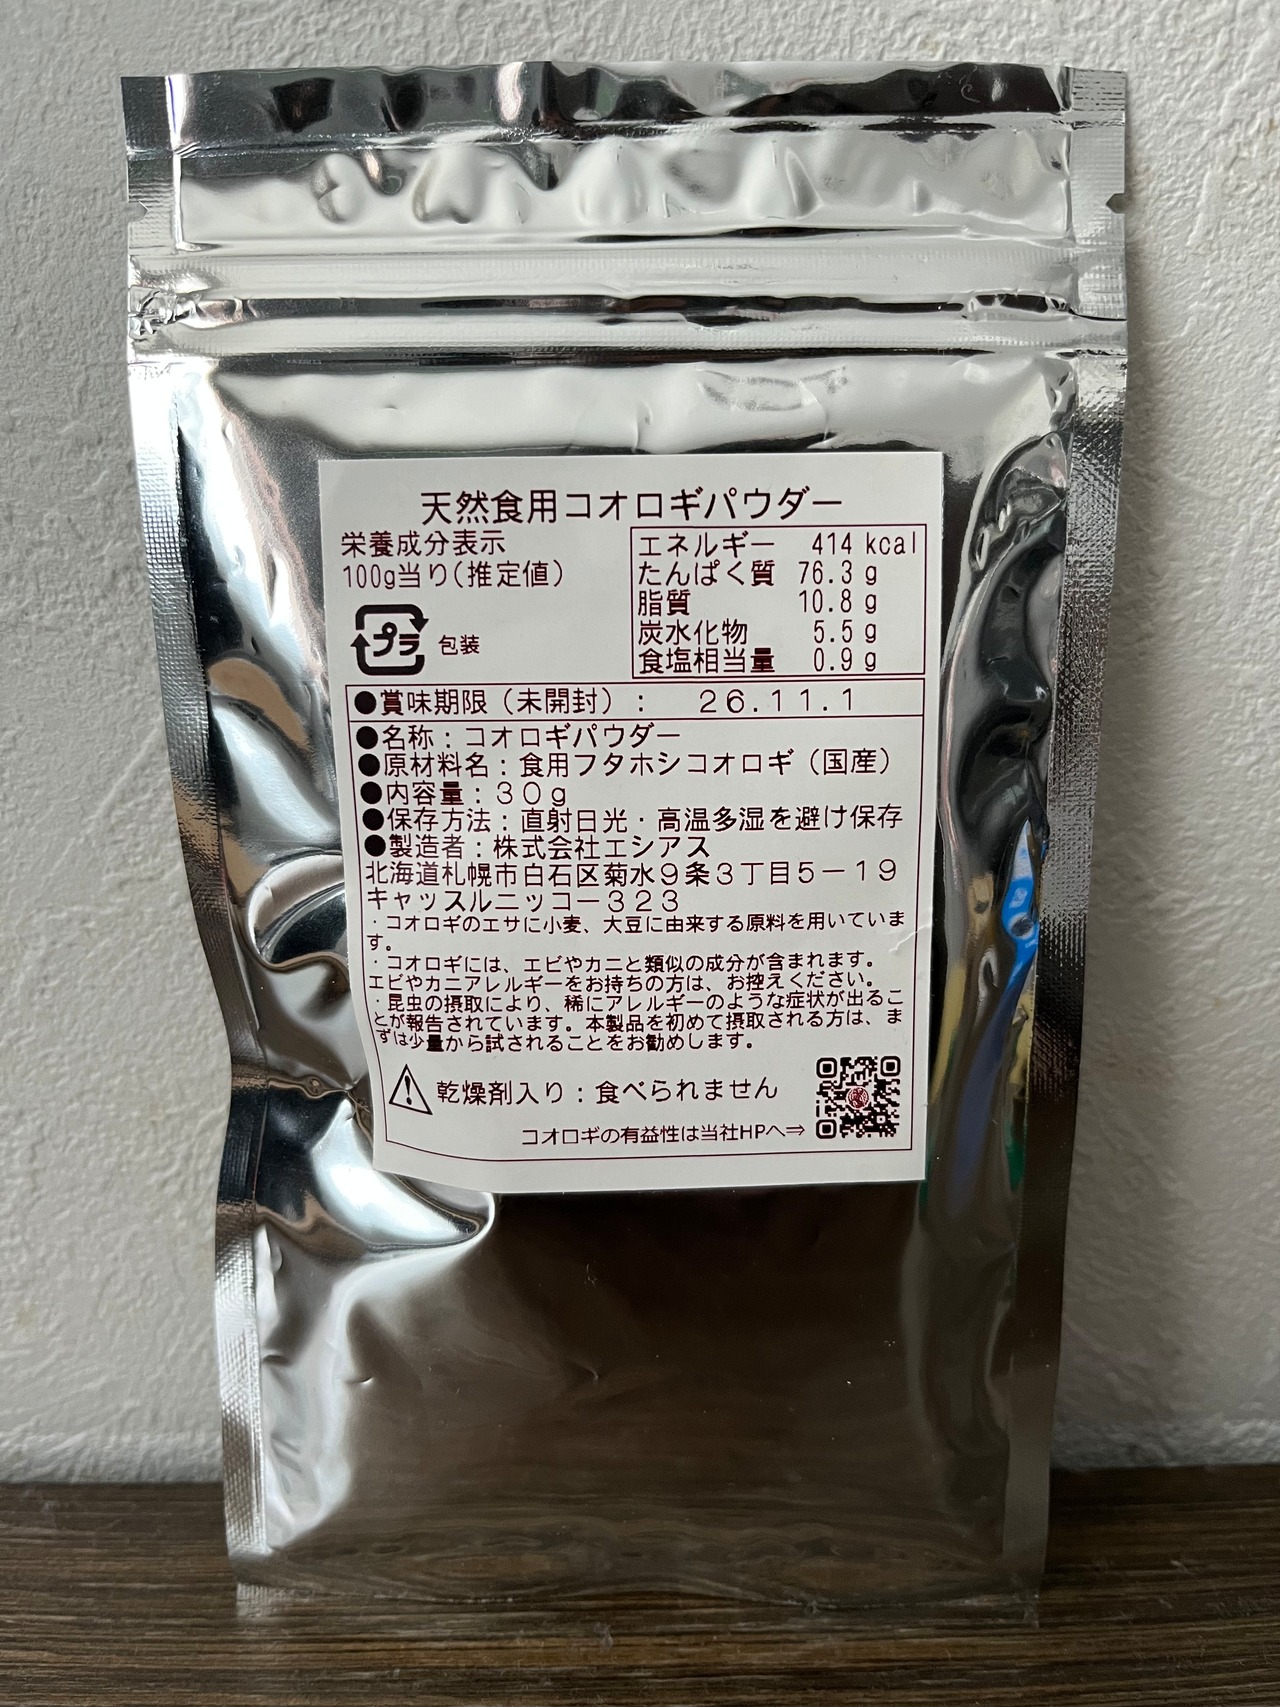 天然食用コオロギパウダー
栄養成分表示
100g当り(推定値)
エネルギー 414 kcal
たんぱく質 76.3 g
脂質 10.8 g
炭水化物 5.5 g
食塩相当量 0.9 g
プラ 包装
●賞味期限(未開封): 26.11.1
●名称:コオロギパウダー
●原材料名:食用フタホシコオロギ(国産)
●内容量:30g
●保存方法:直射日光・高温多湿を避け保存
●製造者:株式会社エシアス
北海道札幌市白石区菊水9条3丁目5－19
キャッスルニッコー323
・コオロギのエサに小麦、大豆に由来する原料を用いていま
す。
・コオロギには、エビやカニと類似の成分が含まれます。
エビやカニアレルギーをお持ちの方は、お控えください。
・昆虫の摂取により、稀にアレルギーのような症状が出るこ
とが報告されています。本製品を初めて摂取される方は、ま
ずは少量から試されることをお勧めします。
乾燥剤入り:食べられません
コオロギの有益性は当社HPへ⇒